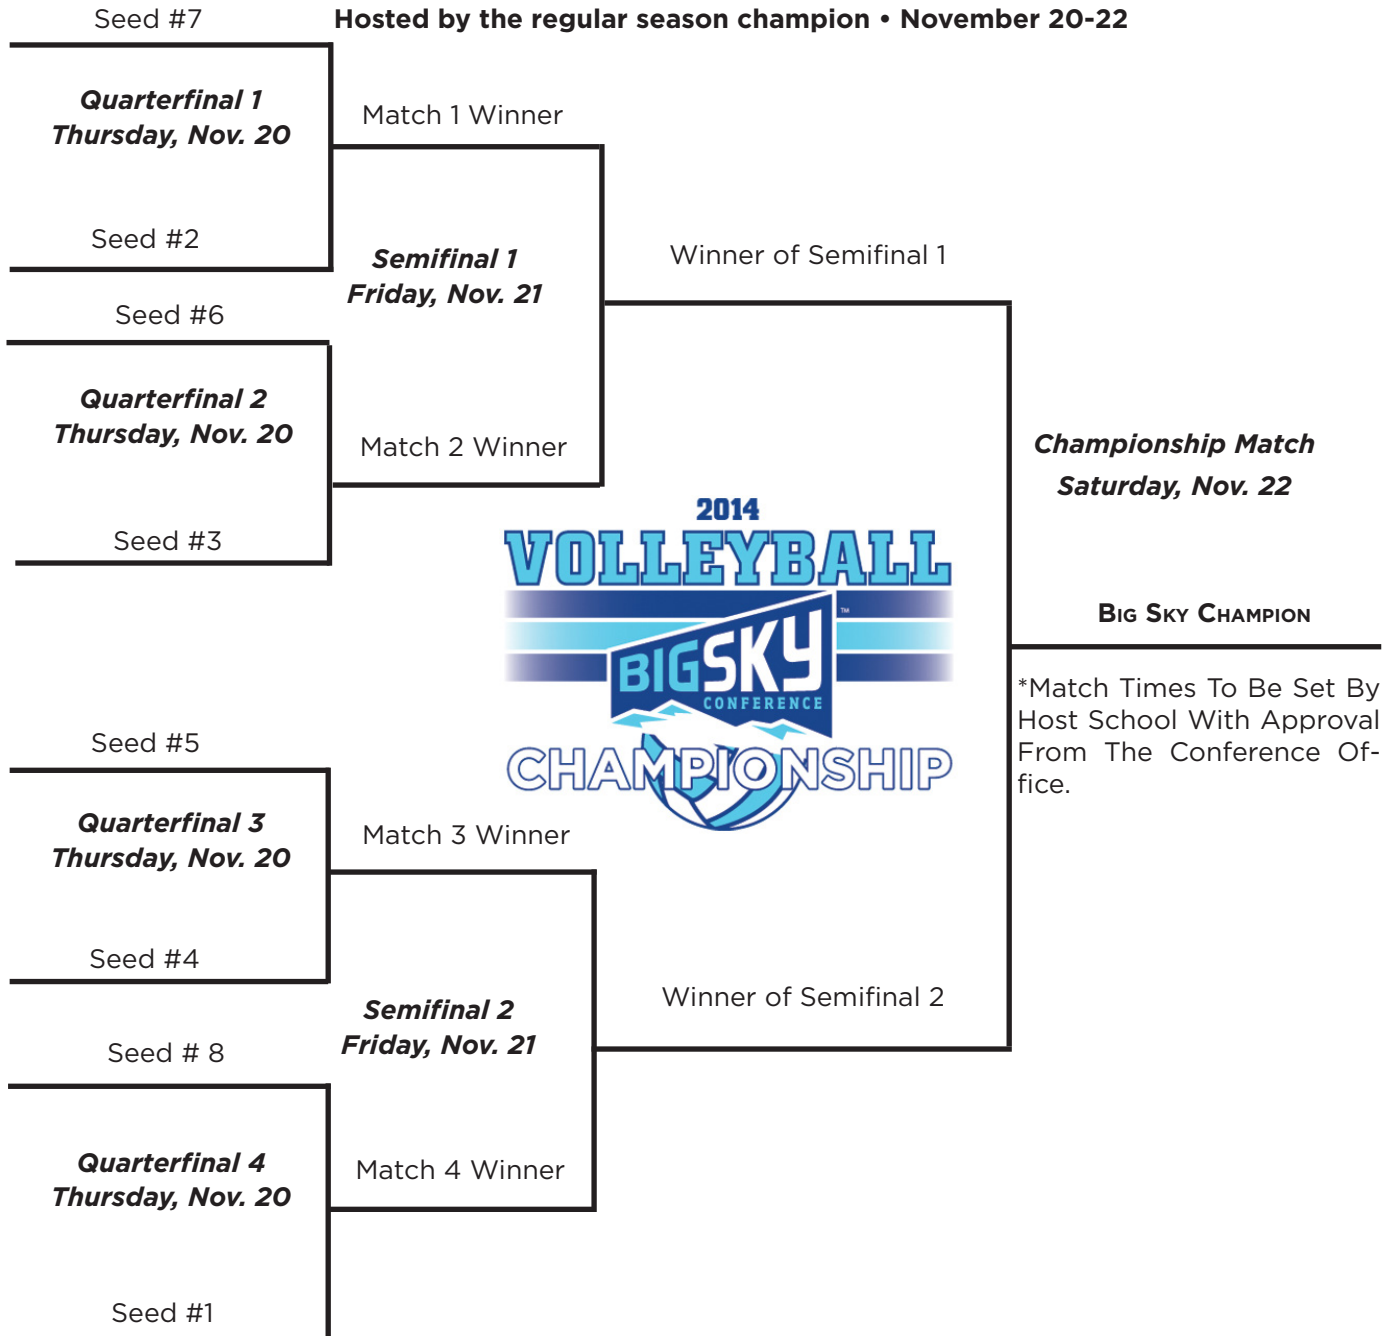 Seed #7
Hosted by the regular season champion • November 20-22
Quarterfinal 1
Thursday, Nov. 20
Match 1 Winner
Seed #2
Semifinal 1
Friday, Nov. 21
Winner of Semifinal 1
Seed #6
Quarterfinal 2
Thursday, Nov. 20
Match 2 Winner
Seed #3
Championship Match
Saturday, Nov. 22
2014
VOLLEYBALL
BIG SKY
TM
CONFERENCE
CHAMPIONSHIP
BIG SKY CHAMPION
*Match Times To Be Set By
Host School With Approval
From The Conference Of-
fice.
Seed #5
Quarterfinal 3
Thursday, Nov. 20
Match 3 Winner
Seed #4
Semifinal 2
Friday, Nov. 21
Winner of Semifinal 2
Seed # 8
Quarterfinal 4
Thursday, Nov. 20
Match 4 Winner
Seed #1